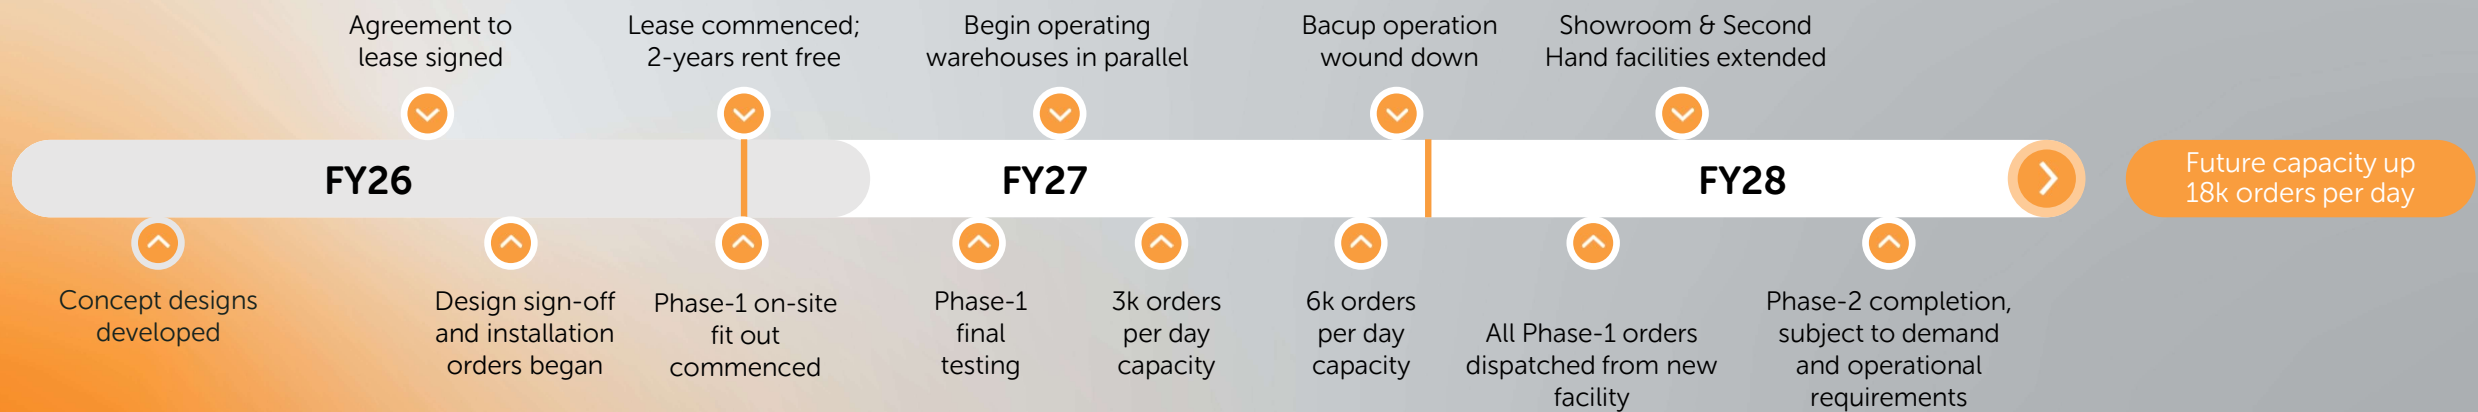 Agreement to
lease signed
Lease commenced;
2-years rent free
Begin operating
warehouses in parallel
Bacup operation
wound down
Showroom & Second
Hand facilities extended
FY26
FY27
FY28
Future capacity up
18k orders per day
Concept designs
developed
Design sign-off
and installation
orders began
Phase-1 on-site
fit out
commenced
Phase-1
final
testing
3k orders
per day
capacity
6k orders
per day
capacity
All Phase-1 orders
dispatched from new
facility
Phase-2 completion,
subject to demand
and operational
requirements